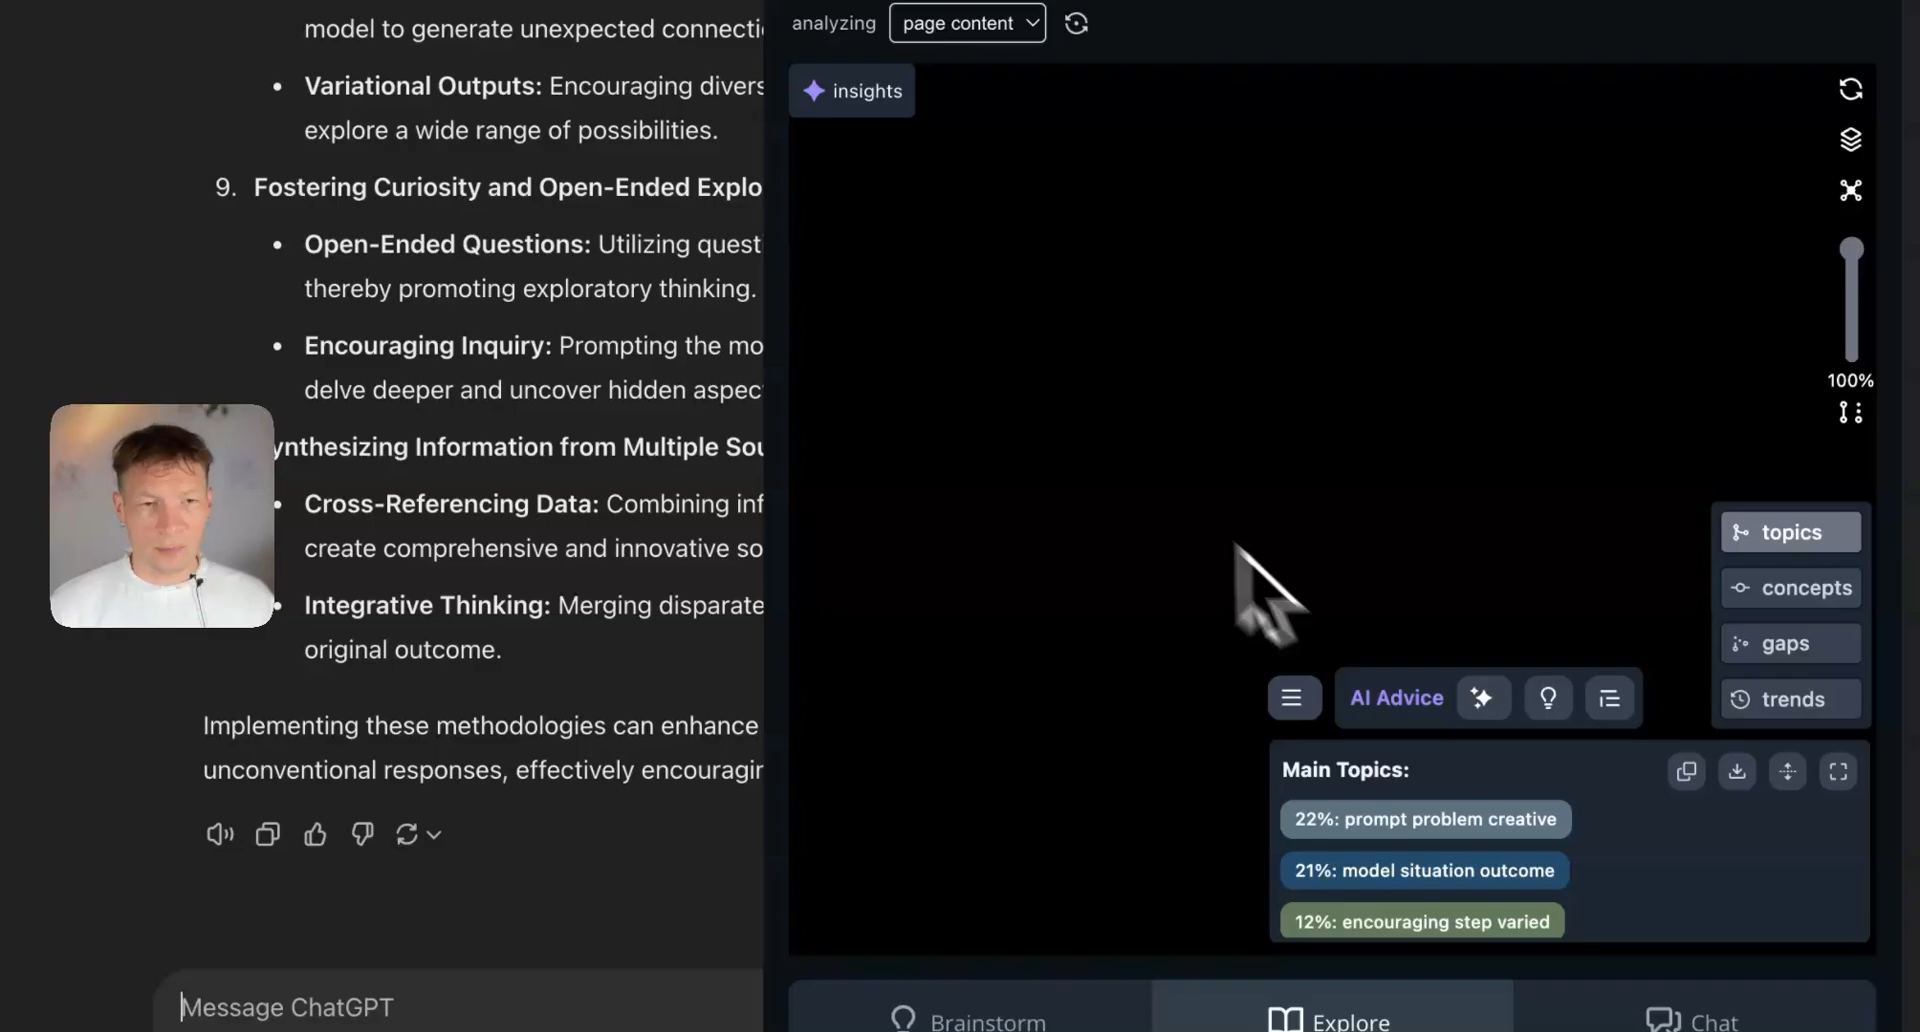 model to generate unexpected connecti
• Variational Outputs: Encouraging divers
explore a wide range of possibilities.
9. Fostering Curiosity and Open-Ended Explo
• Open-Ended Questions: Utilizing quest
thereby promoting exploratory thinking.
• Encouraging Inquiry: Prompting the mo
delve deeper and uncover hidden aspec
ynthesizing Information from Multiple Sou
• Cross-Referencing Data: Combining inf
create comprehensive and innovative so
• Integrative Thinking: Merging disparate
original outcome.
Implementing these methodologies can enhance
unconventional responses, effectively encouragin
Message ChatGPT
analyzing page content
insights
100%
topics
concepts
gaps
trends
AI Advice
Main Topics:
22%: prompt problem creative
21%: model situation outcome
12%: encouraging step varied
Brainstorm Explore Chat